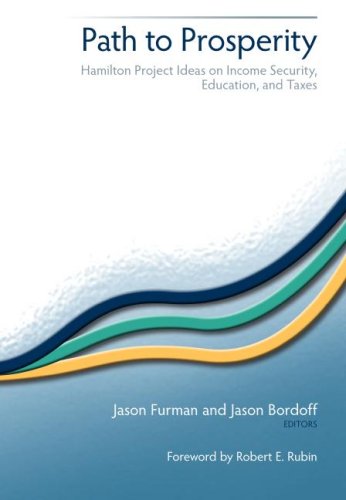 Path to Prosperity
Hamilton Project Ideas on Income Security,
Education, and Taxes
Jason Furman and Jason Bordoff
EDITORS
Foreword by Robert E. Rubin